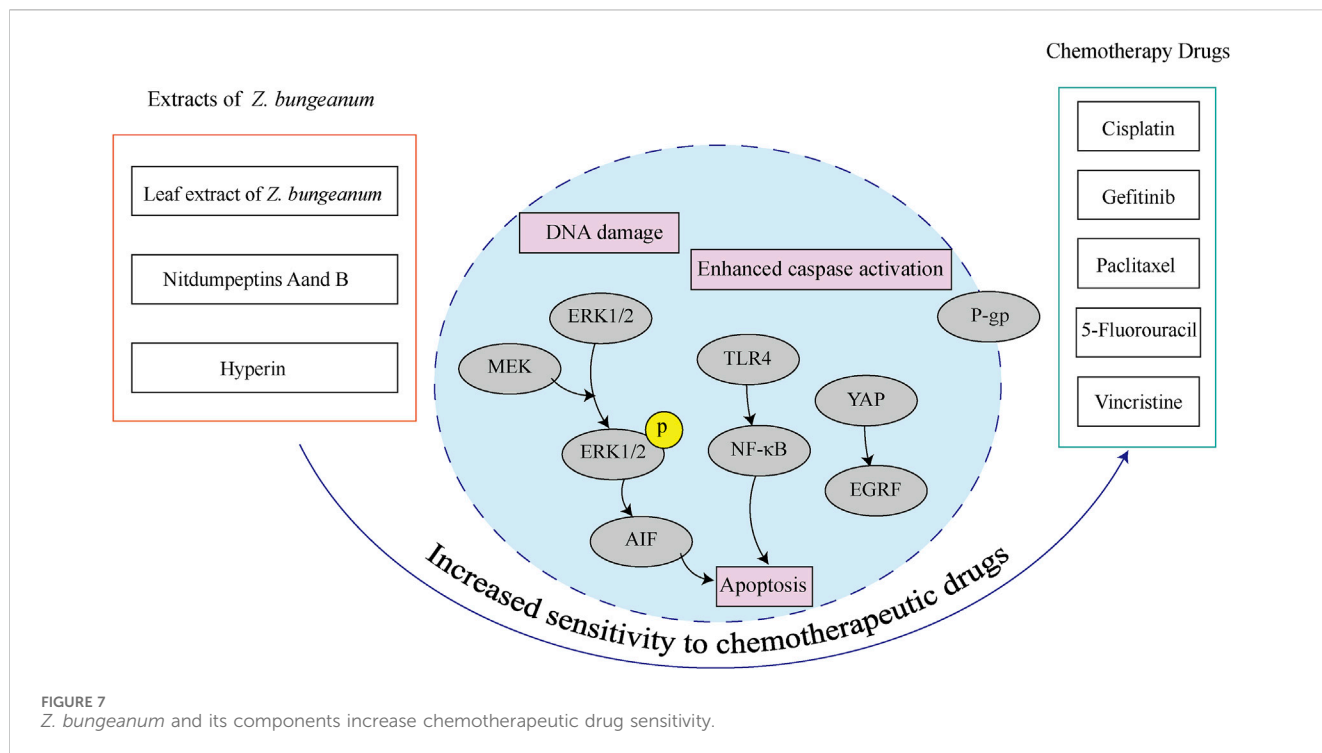 Chemotherapy Drugs
Extracts of Z. bungeanum
Leaf extract of Z. bungeanum
Nitdumpeptins Aand B
Hyperin
DNA damage
Enhanced caspase activation
P-gp
ERK1/2
MEK
TLR4
YAP
p
ERK1/2
NF-κB
EGRF
AIF
Apoptosis
Cisplatin
Gefitinib
Paclitaxel
5-Fluorouracil
Vincristine
Increased sensitivity to chemotherapeutic drugs
FIGURE 7
Z. bungeanum and its components increase chemotherapeutic drug sensitivity.